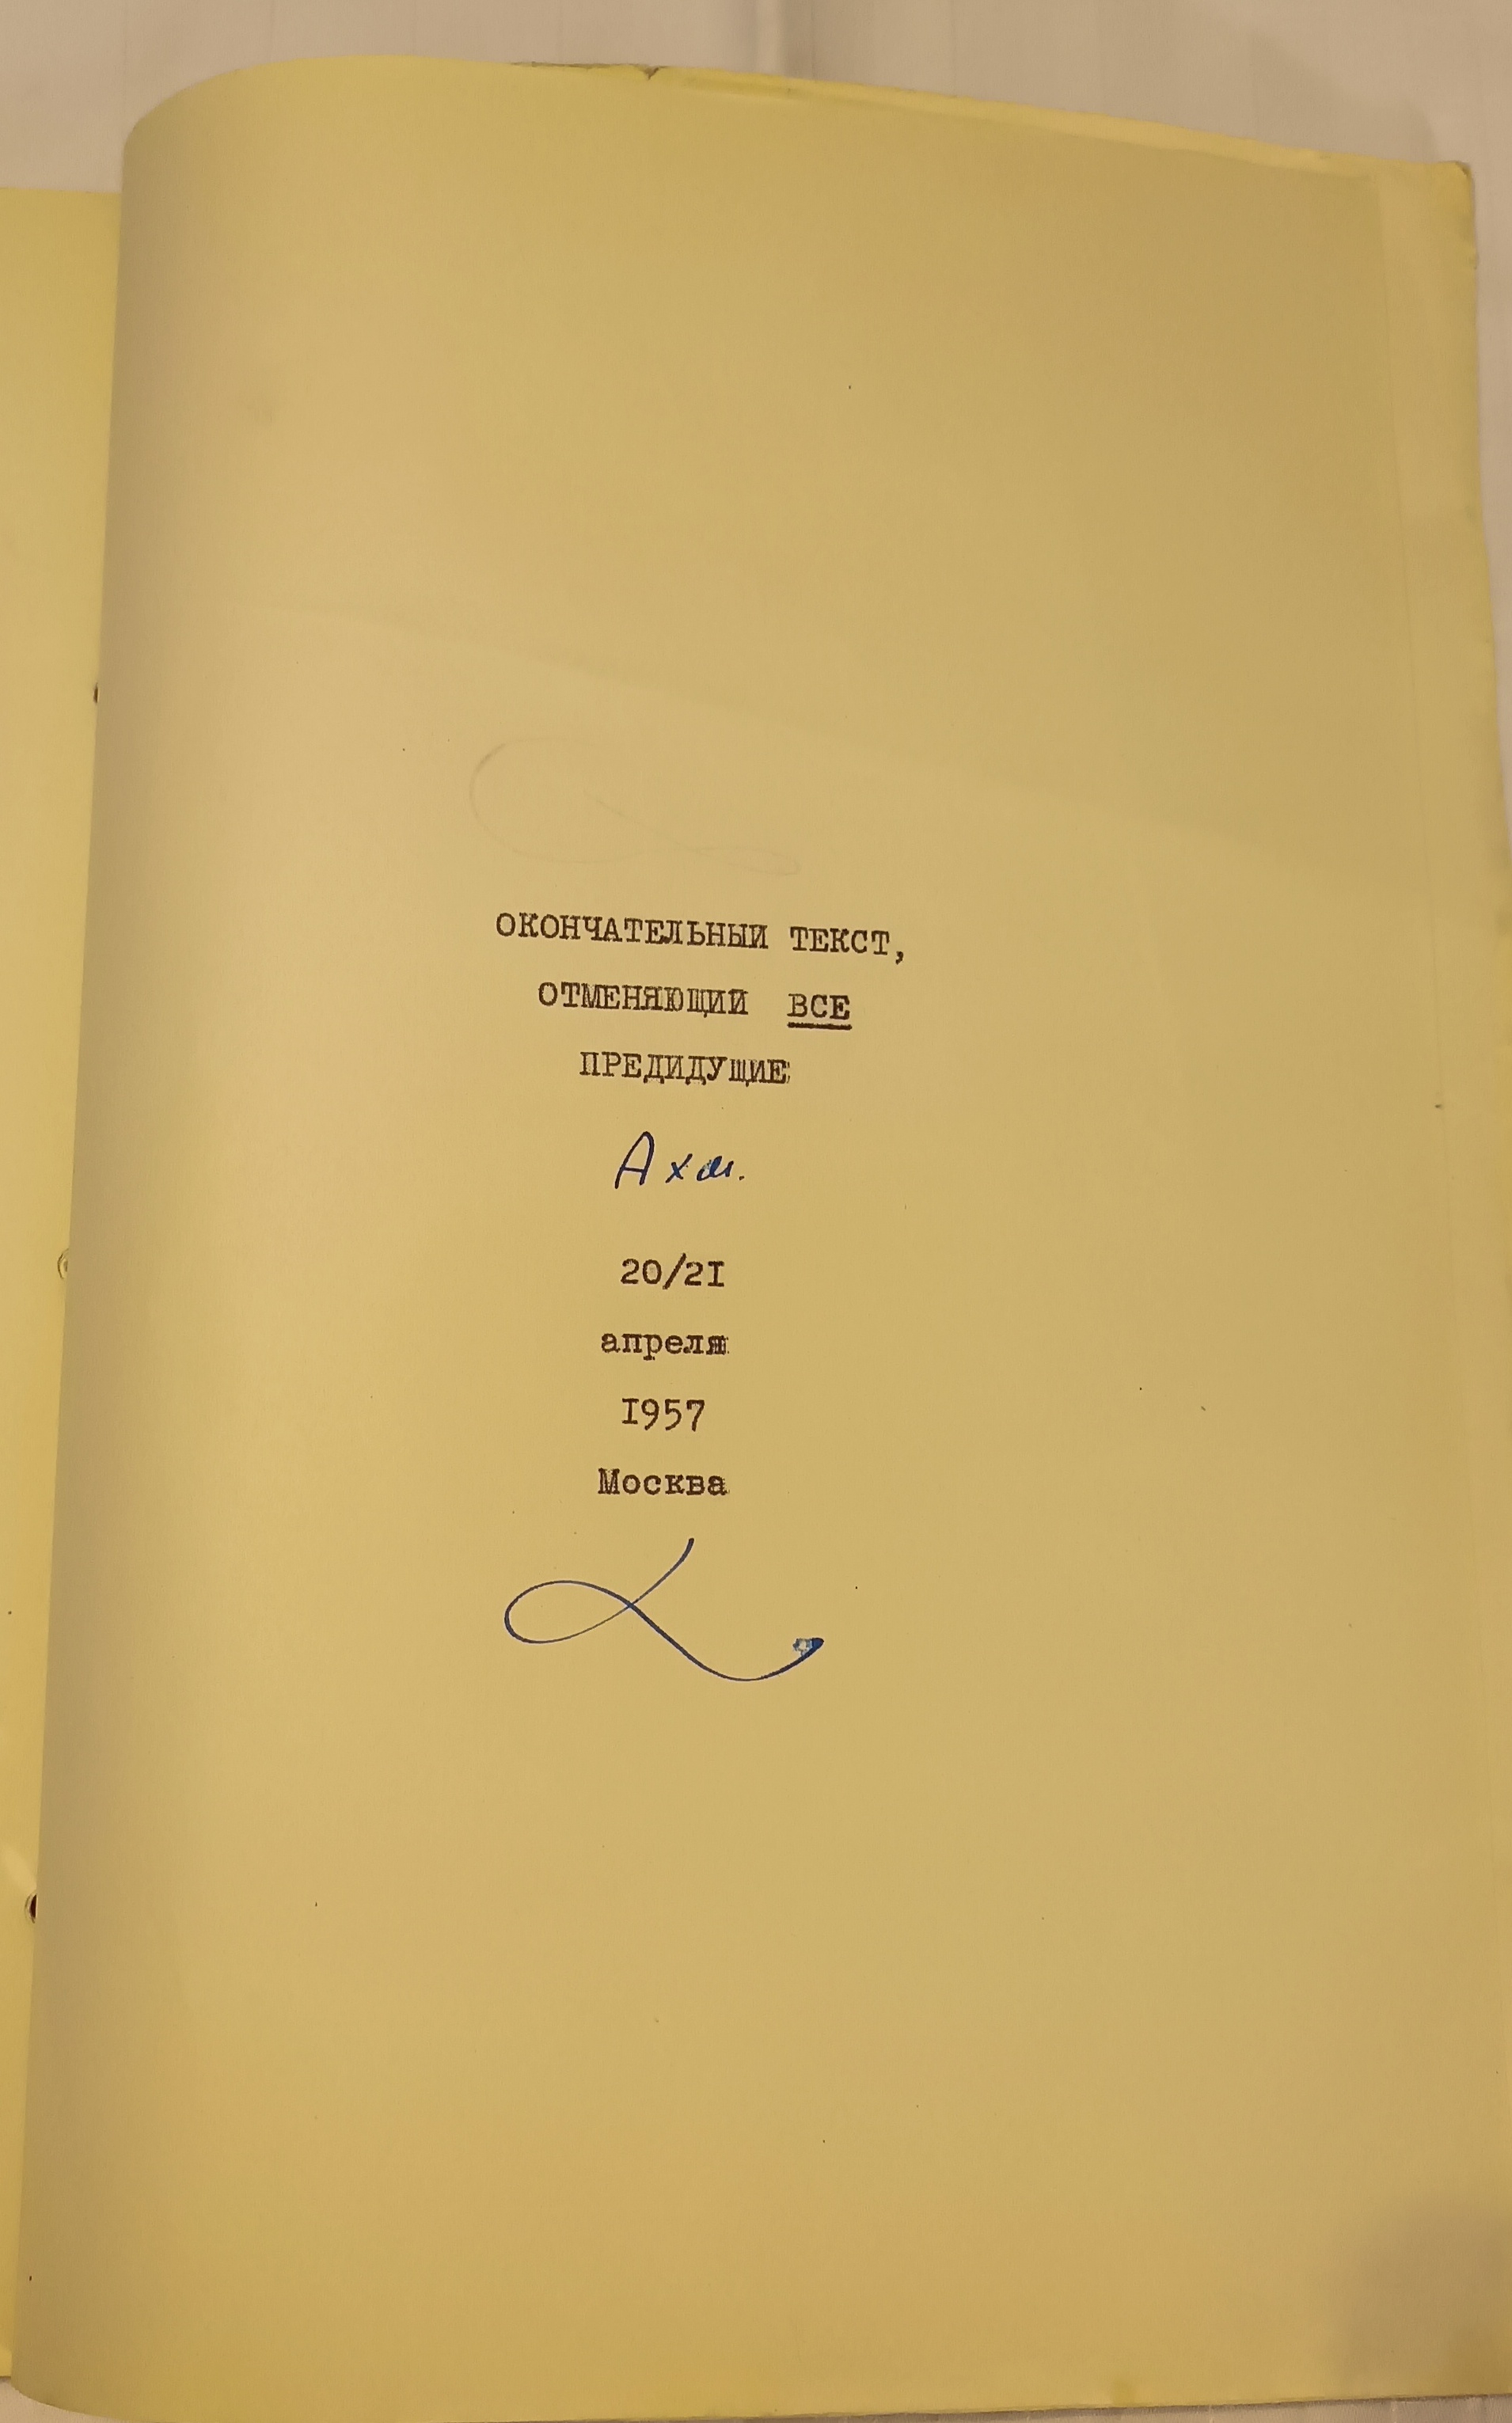 ОКОНЧАТЕЛЬНЫЙ ТЕКСТ,
ОТМЕНЯЮЩИЙ ВСЕ
ПРЕДИДУЩИЕ
Ахм.
20/2I
апреля
I957
Москва